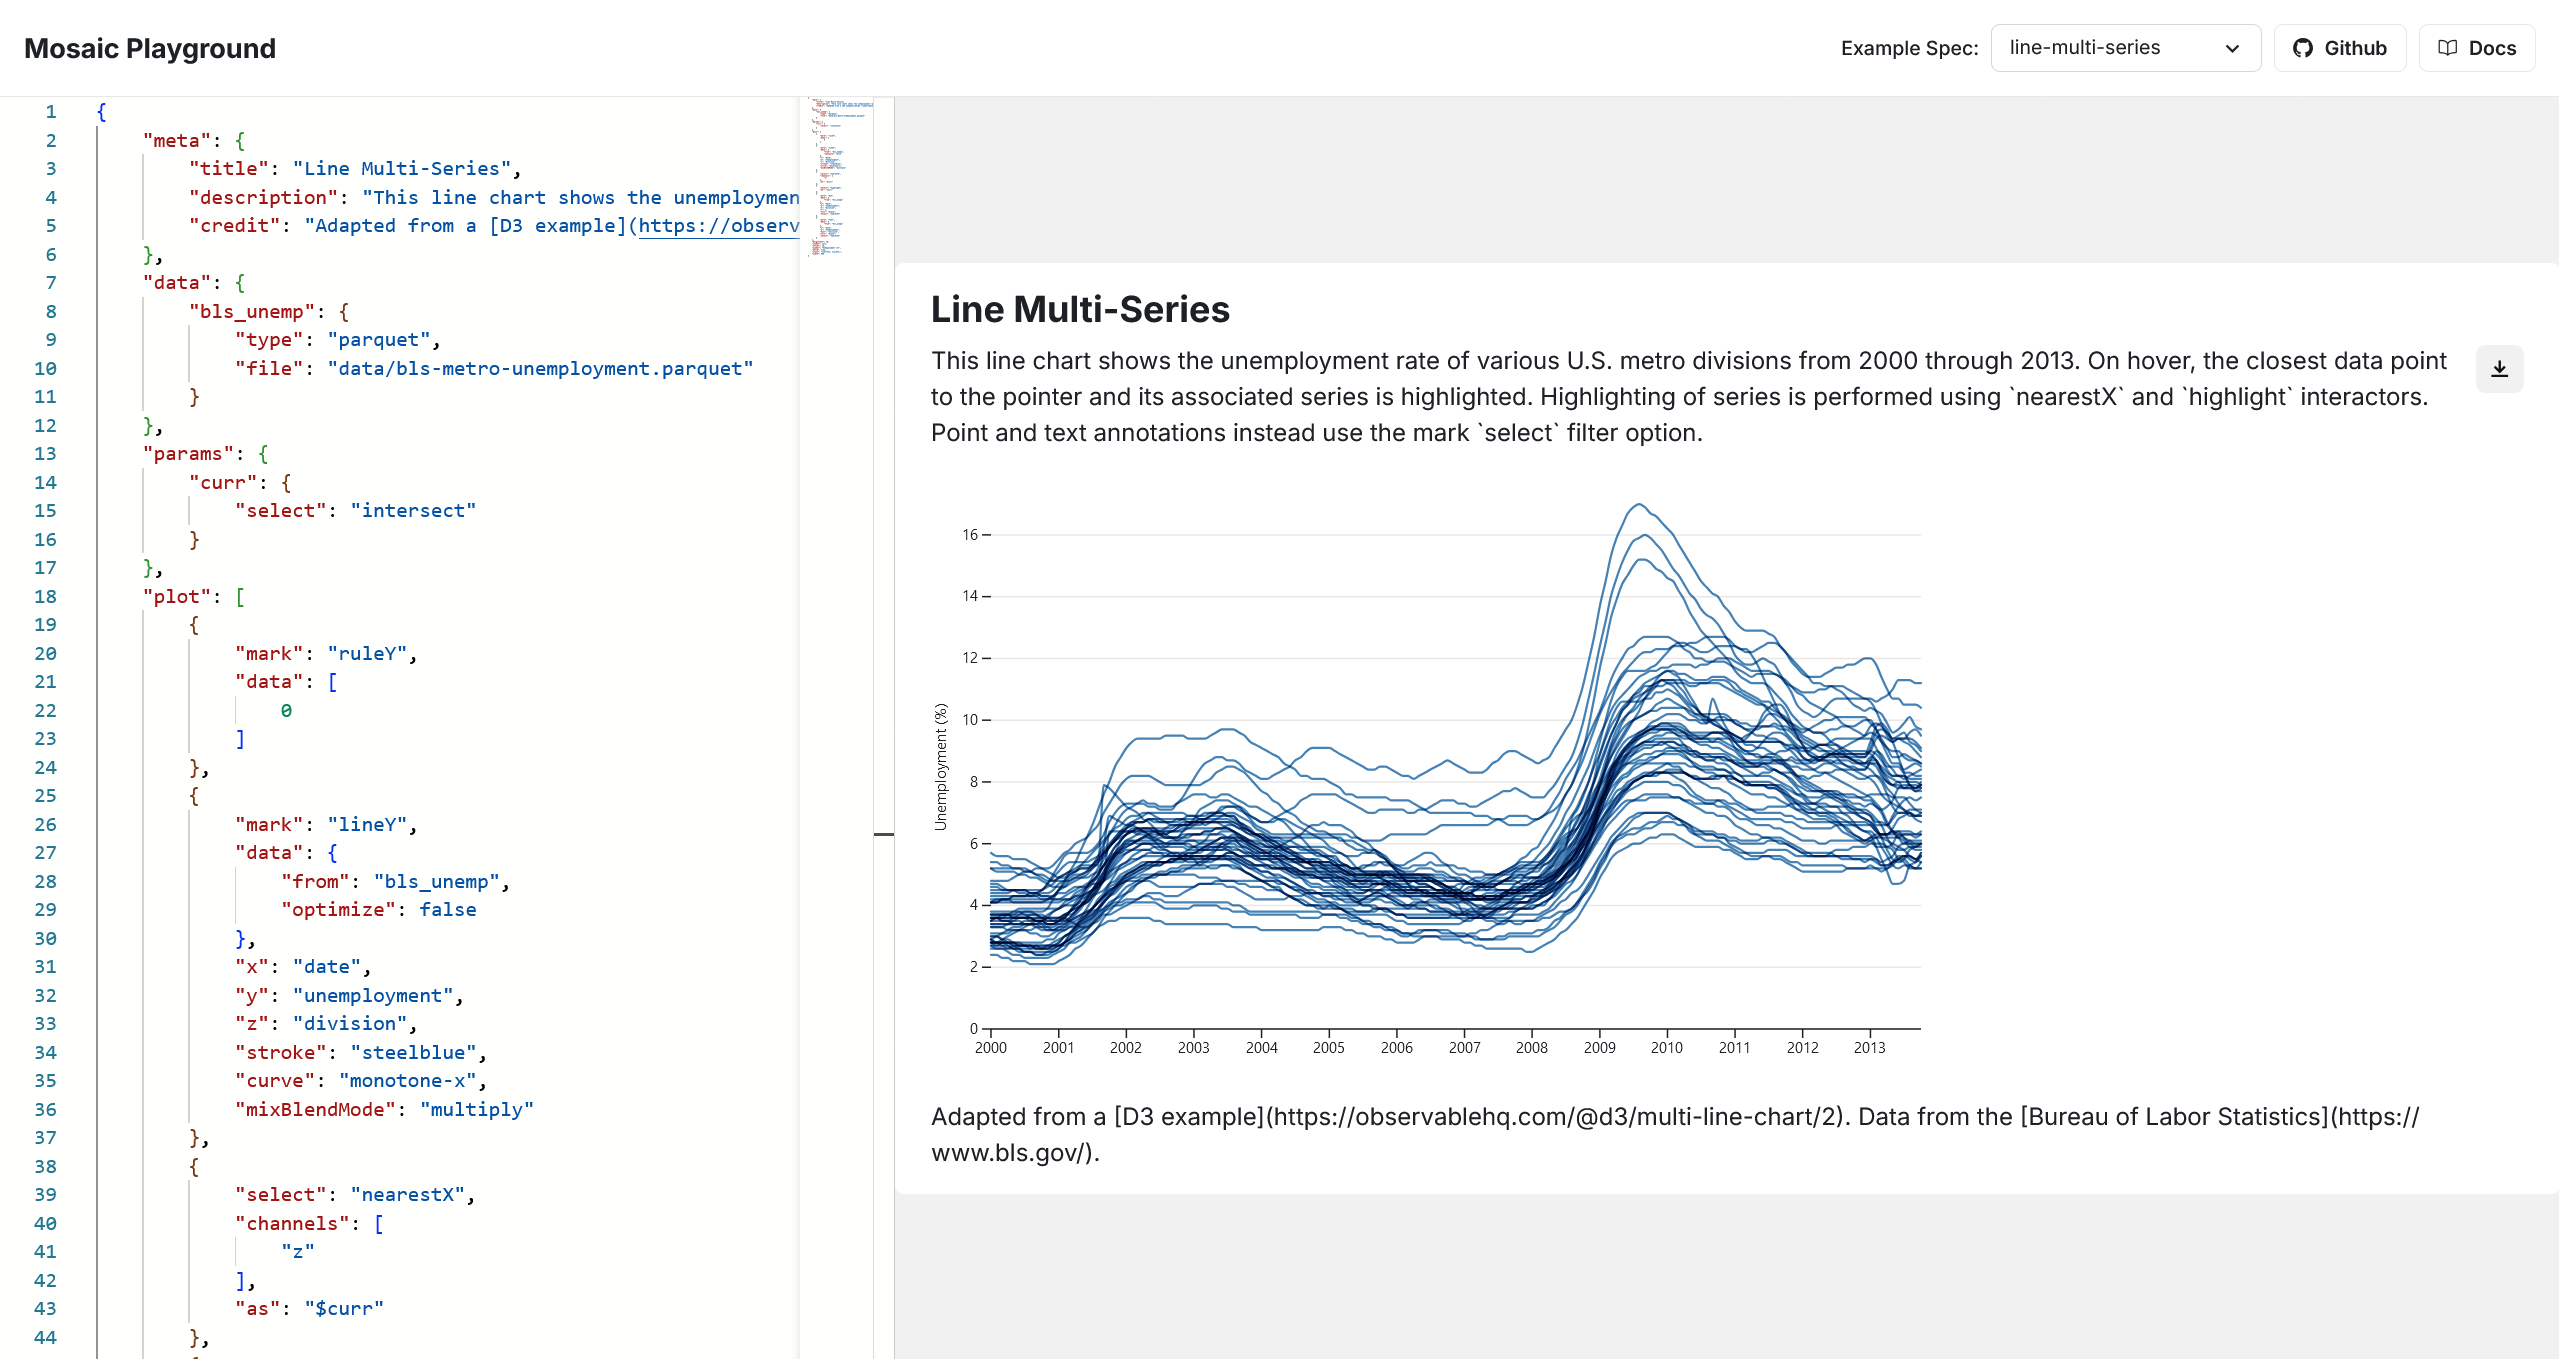 Mosaic Playground
Example Spec: line-multi-series Github Docs
1 {
2 "meta": {
3 "title": "Line Multi-Series",
4 "description": "This line chart shows the unemploymen
5 "credit": "Adapted from a [D3 example](https://observ
6 },
7 "data": {
8 "bls_unemp": {
9 "type": "parquet",
10 "file": "data/bls-metro-unemployment.parquet"
11 }
12 },
13 "params": {
14 "curr": {
15 "select": "intersect"
16 }
17 },
18 "plot": [
19 {
20 "mark": "ruleY",
21 "data": [
22 0
23 ]
24 },
25 {
26 "mark": "lineY",
27 "data": {
28 "from": "bls_unemp",
29 "optimize": false
30 },
31 "x": "date",
32 "y": "unemployment",
33 "z": "division",
34 "stroke": "steelblue",
35 "curve": "monotone-x",
36 "mixBlendMode": "multiply"
37 },
38 {
39 "select": "nearestX",
40 "channels": [
41 "z"
42 ],
43 "as": "$curr"
44 },
Line Multi-Series
This line chart shows the unemployment rate of various U.S. metro divisions from 2000 through 2013. On hover, the closest data point
to the pointer and its associated series is highlighted. Highlighting of series is performed using `nearestX` and `highlight` interactors.
Point and text annotations instead use the mark `select` filter option.
Unemployment (%)
16
14
12
10
8
6
4
2
0
2000 2001 2002 2003 2004 2005 2006 2007 2008 2009 2010 2011 2012 2013
Adapted from a [D3 example](https://observablehq.com/@d3/multi-line-chart/2). Data from the [Bureau of Labor Statistics](https://
www.bls.gov/).